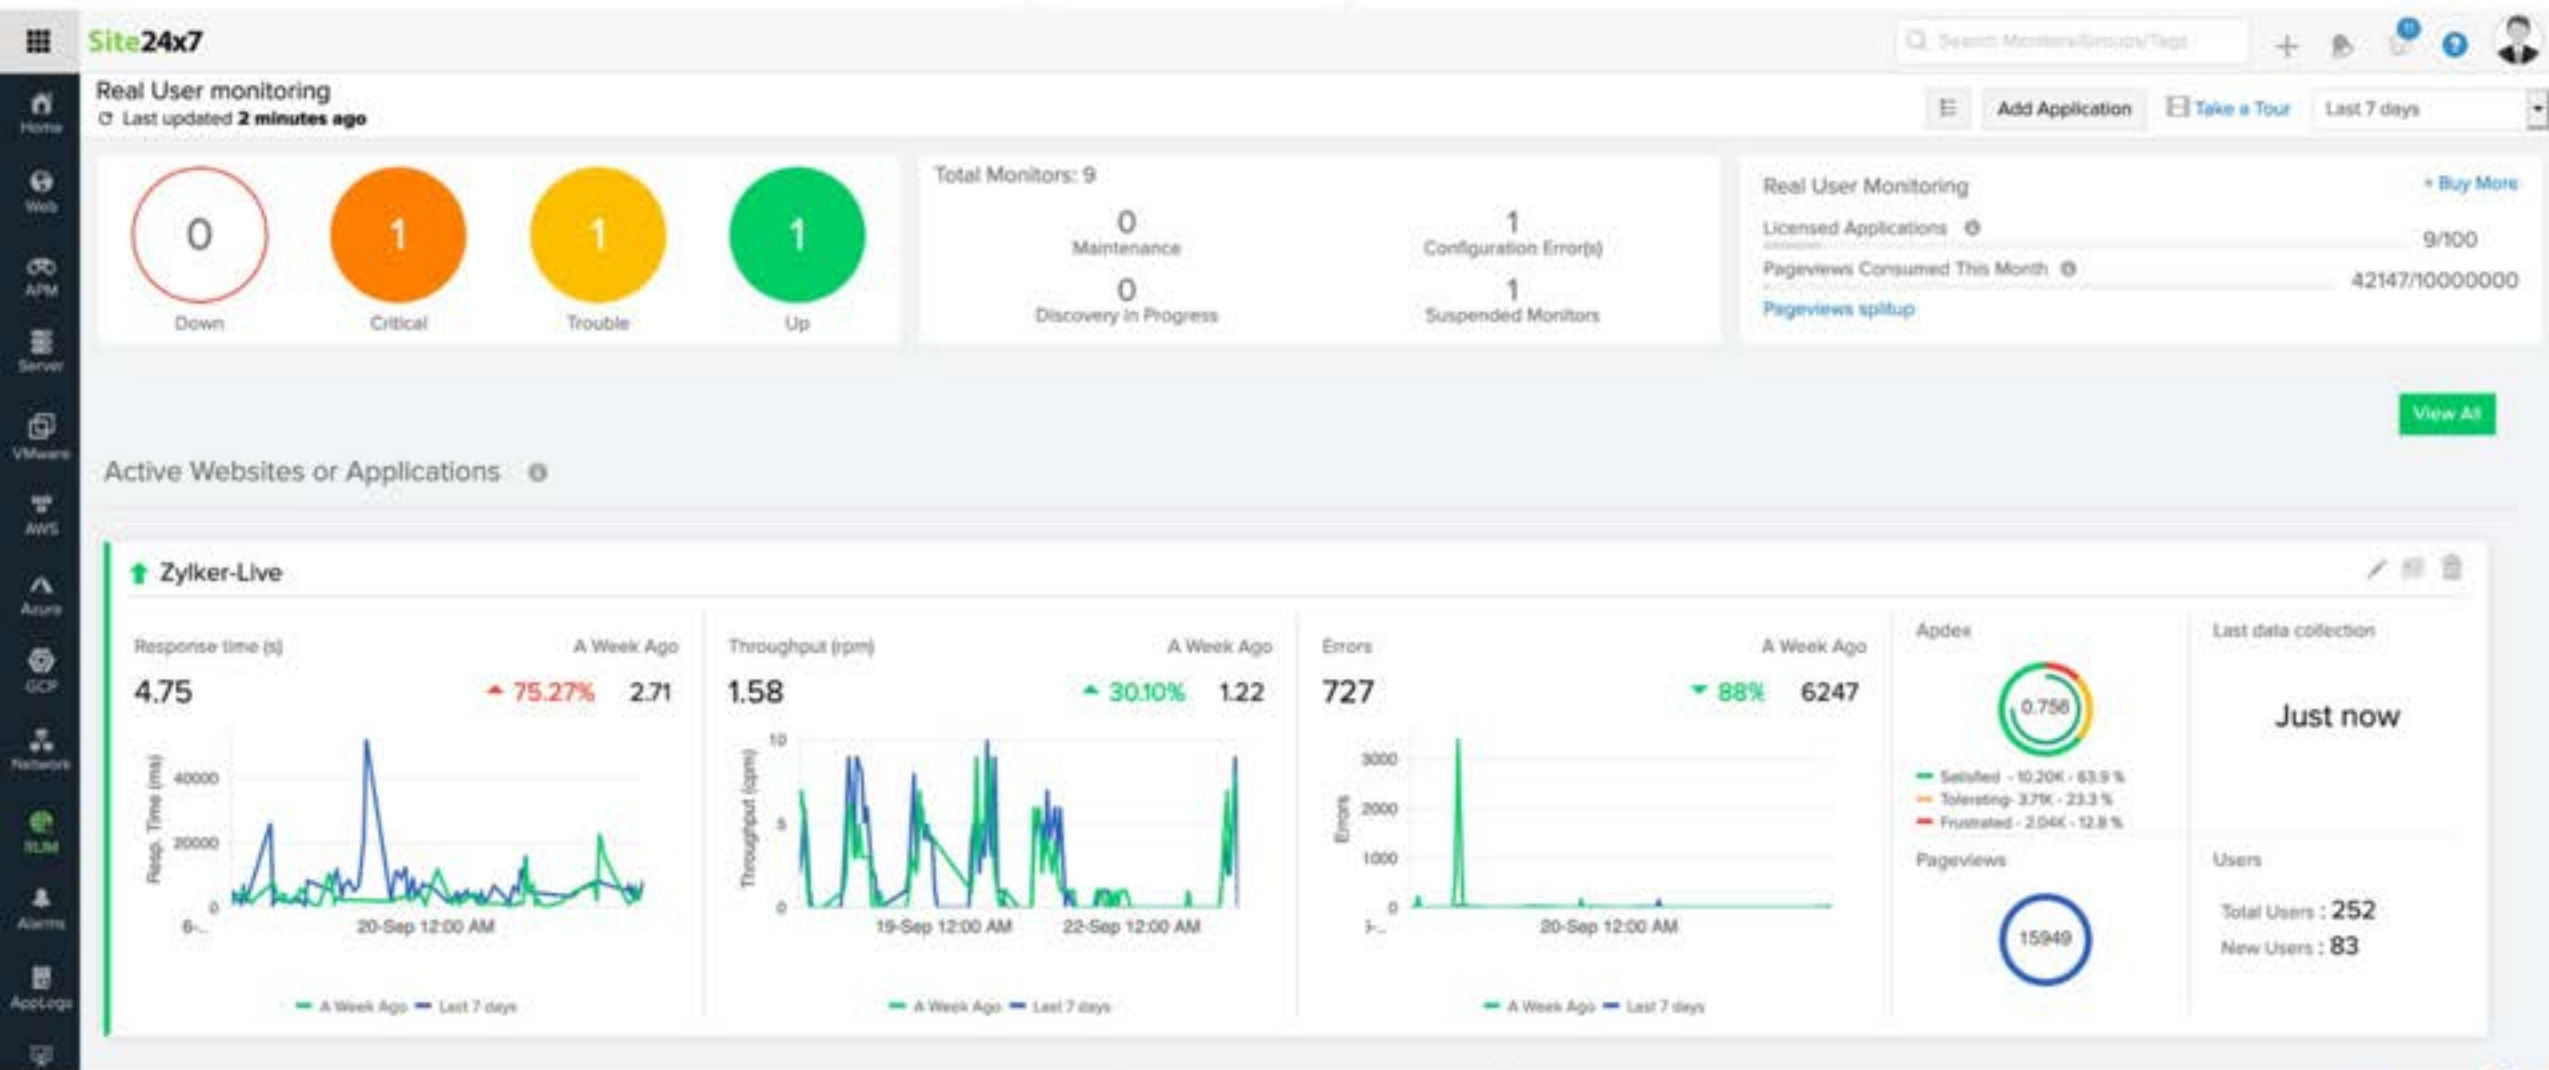 Site24x7
Search Monitors/Groups/Tags
Real User monitoring
Last updated 2 minutes ago
Add Application
Take a Tour
Last 7 days
Home
Web
APM
Server
VMware
AWS
Azure
GCP
Network
RUM
Alarms
AppLogs
0
Down
1
Critical
1
Trouble
1
Up
Total Monitors: 9
0
Maintenance
1
Configuration Error(s)
0
Discovery in Progress
1
Suspended Monitors
Real User Monitoring
+ Buy More
Licensed Applications
9/100
Pageviews Consumed This Month
42147/10000000
Pageviews splitup
View All
Active Websites or Applications
Zylker-Live
Response time (s)
A Week Ago
4.75
75.27%
2.71
Resp. Time (ms)
40000
20000
0
6-..
20-Sep 12:00 AM
A Week Ago
Last 7 days
Throughput (rpm)
A Week Ago
1.58
30.10%
1.22
Throughput (cpm)
10
5
0
19-Sep 12:00 AM
22-Sep 12:00 AM
A Week Ago
Last 7 days
Errors
A Week Ago
727
88%
6247
Errors
3000
2000
1000
0
20-Sep 12:00 AM
A Week Ago
Last 7 days
Apdex
0.756
Satisfied - 10.20K - 63.9 %
Tolerating- 3.71K - 23.3 %
Frustrated - 2.04K - 12.8 %
Pageviews
15949
Last data collection
Just now
Users
Total Users : 252
New Users : 83